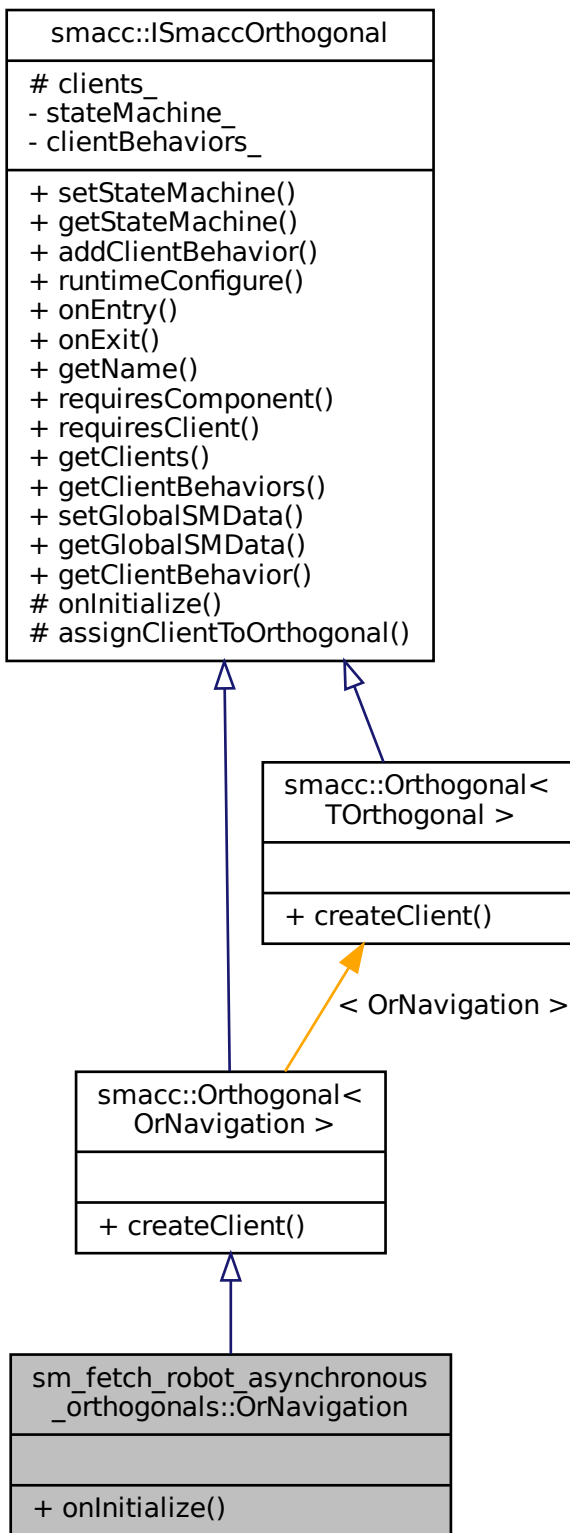 smacc::ISmaccOrthogonal
# clients_
- stateMachine_
- clientBehaviors_
+ setStateMachine()
+ getStateMachine()
+ addClientBehavior()
+ runtimeConfigure()
+ onEntry()
+ onExit()
+ getName()
+ requiresComponent()
+ requiresClient()
+ getClients()
+ getClientBehaviors()
+ setGlobalSMData()
+ getGlobalSMData()
+ getClientBehavior()
# onInitialize()
# assignClientToOrthogonal()
smacc::Orthogonal<
TOrthogonal >
+ createClient()
< OrNavigation >
smacc::Orthogonal<
OrNavigation >
+ createClient()
sm_fetch_robot_asynchronous
_orthogonals::OrNavigation
+ onInitialize()